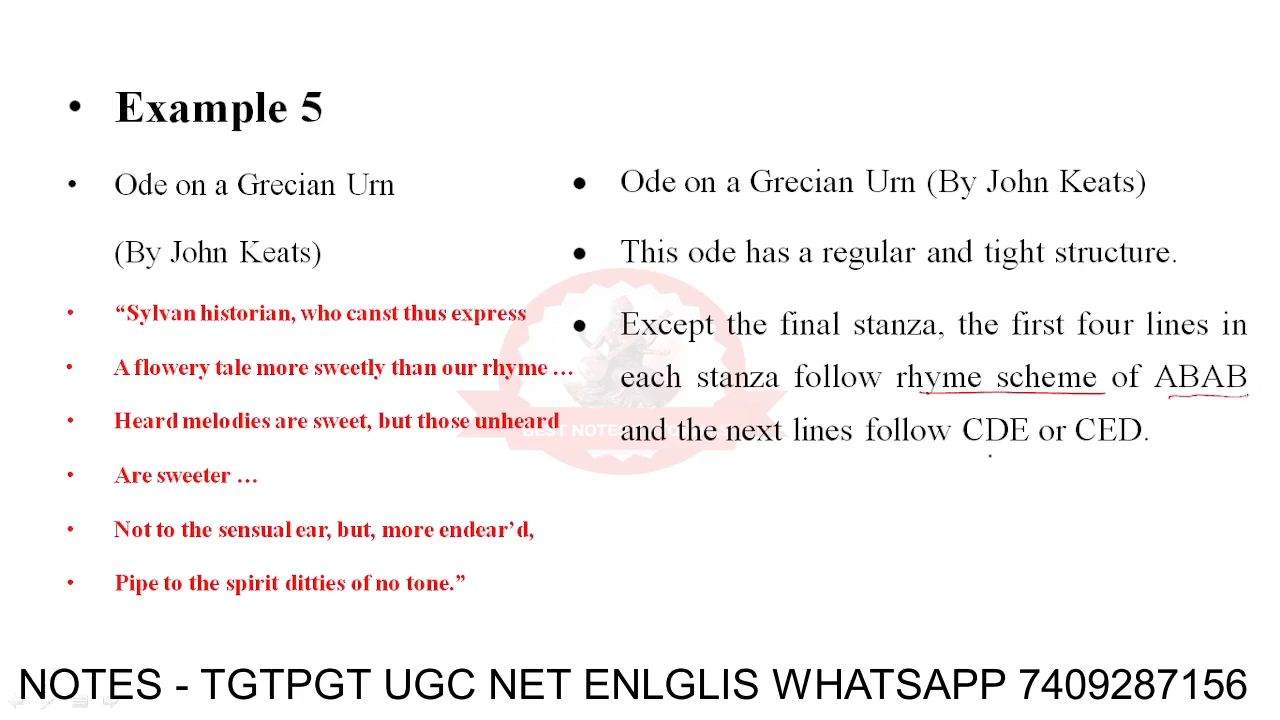 • Example 5
• Ode on a Grecian Urn
(By John Keats)
• “Sylvan historian, who canst thus express
• A flowery tale more sweetly than our rhyme …
• Heard melodies are sweet, but those unheard
• Are sweeter …
• Not to the sensual ear, but, more endear’d,
• Pipe to the spirit ditties of no tone.”
• Ode on a Grecian Urn (By John Keats)
• This ode has a regular and tight structure.
• Except the final stanza, the first four lines in
each stanza follow rhyme scheme of ABAB
and the next lines follow CDE or CED.
BEST NOTES
NOTES - TGTPGT UGC NET ENLGLIS WHATSAPP 7409287156